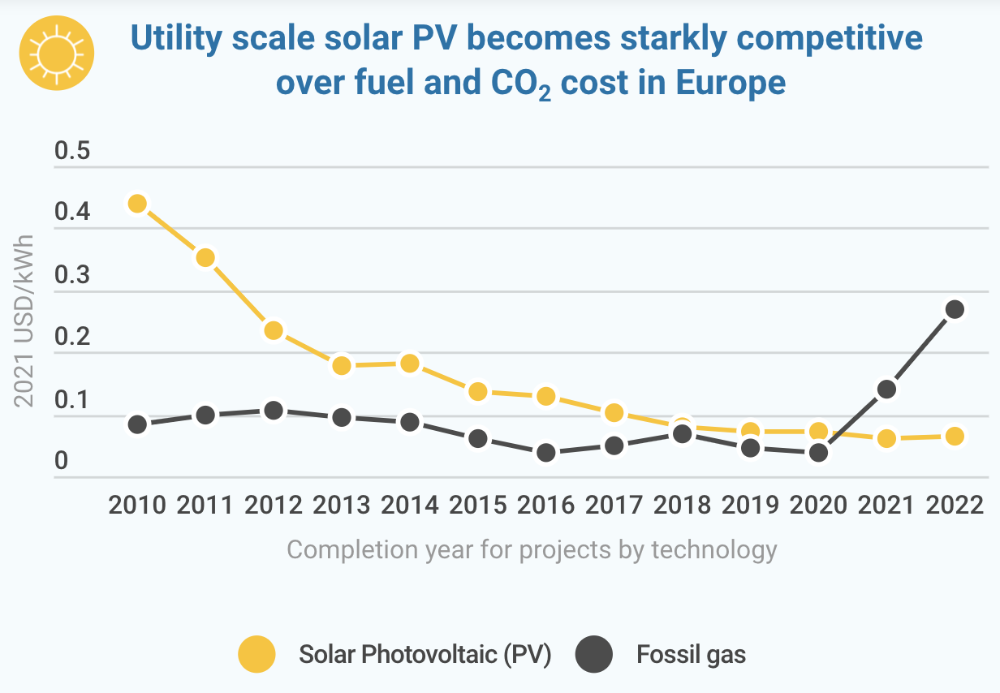 Utility scale solar PV becomes starkly competitive
over fuel and CO₂ cost in Europe
0.5
0.4
0.3
0.2
0.1
0
2021 USD/kWh
2010 2011 2012 2013 2014 2015 2016 2017 2018 2019 2020 2021 2022
Completion year for projects by technology
Solar Photovoltaic (PV) Fossil gas